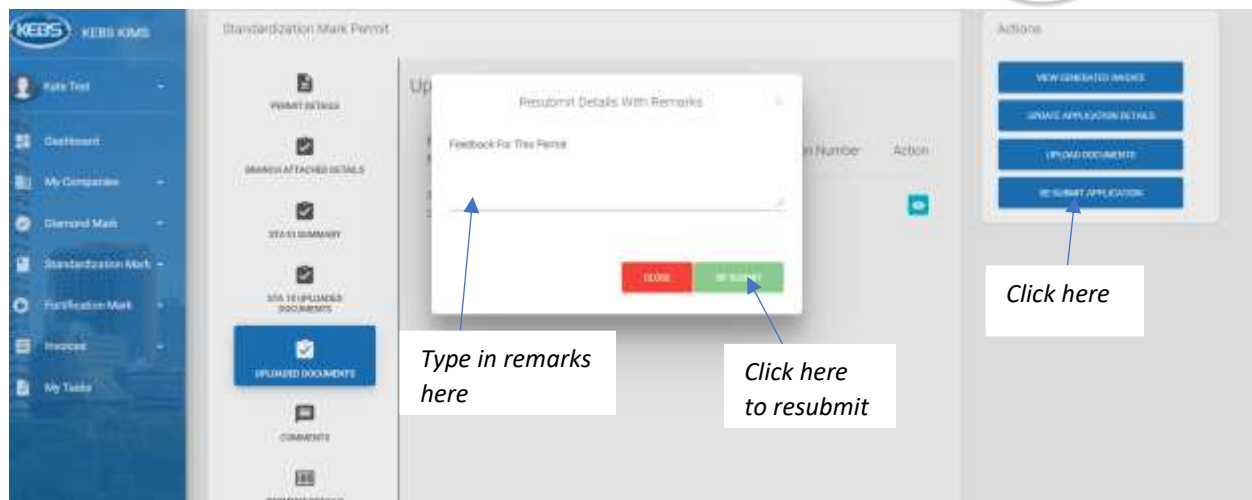 KEBS
KEBS KIMS
Kate Test
Dashboard
My Companies
Diamond Mark
Standardization Mark
Fortification Mark
Invoices
My Tasks
Standardization Mark Permit
PERMIT DETAILS
BRANCH ATTACHED DETAILS
STA 10 SUMMARY
STA 10 UPLOADED
DOCUMENTS
UPLOADED DOCUMENTS
COMMENTS
Up
on Number
Action
Resubmit Details With Remarks
×
Feedback For This Permit
CLOSE
RE-SUBMIT
Type in remarks
here
Click here
to resubmit
Actions
VIEW GENERATED INVOICE
UPDATE APPLICATION DETAILS
UPLOAD DOCUMENTS
RE-SUBMIT APPLICATION
Click here